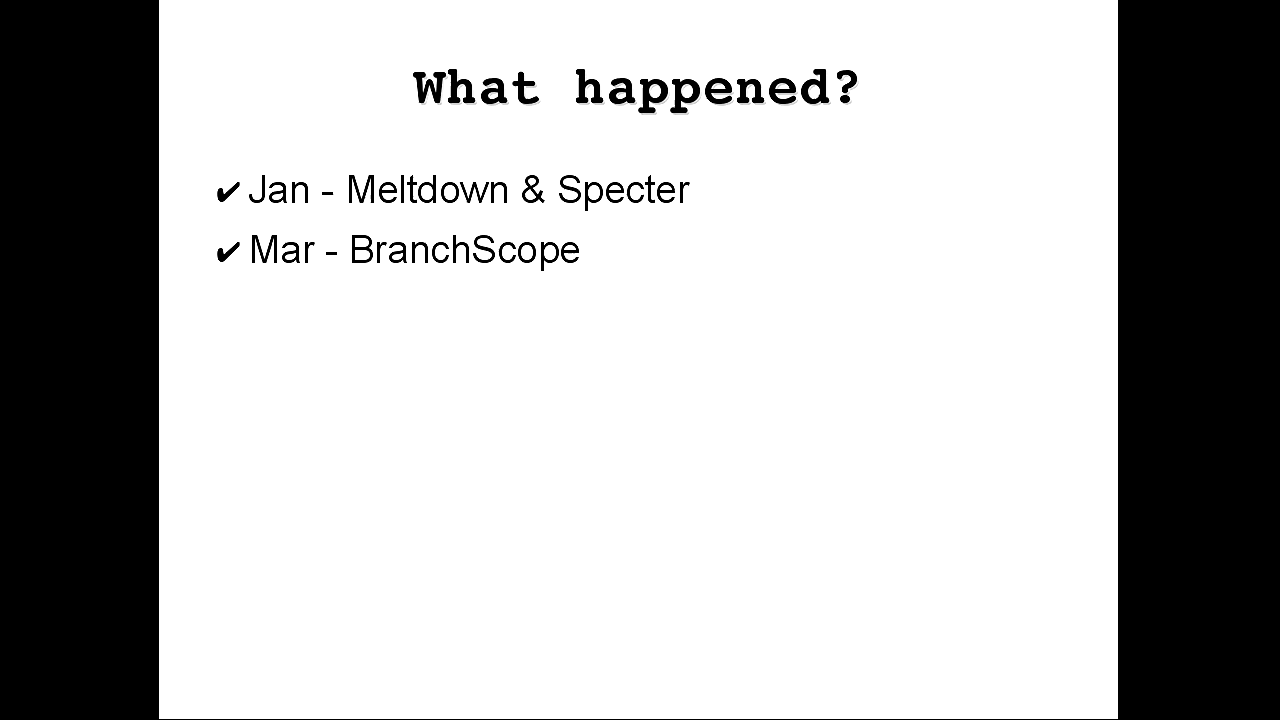 What happened?
✔ Jan - Meltdown & Specter
✔ Mar - BranchScope